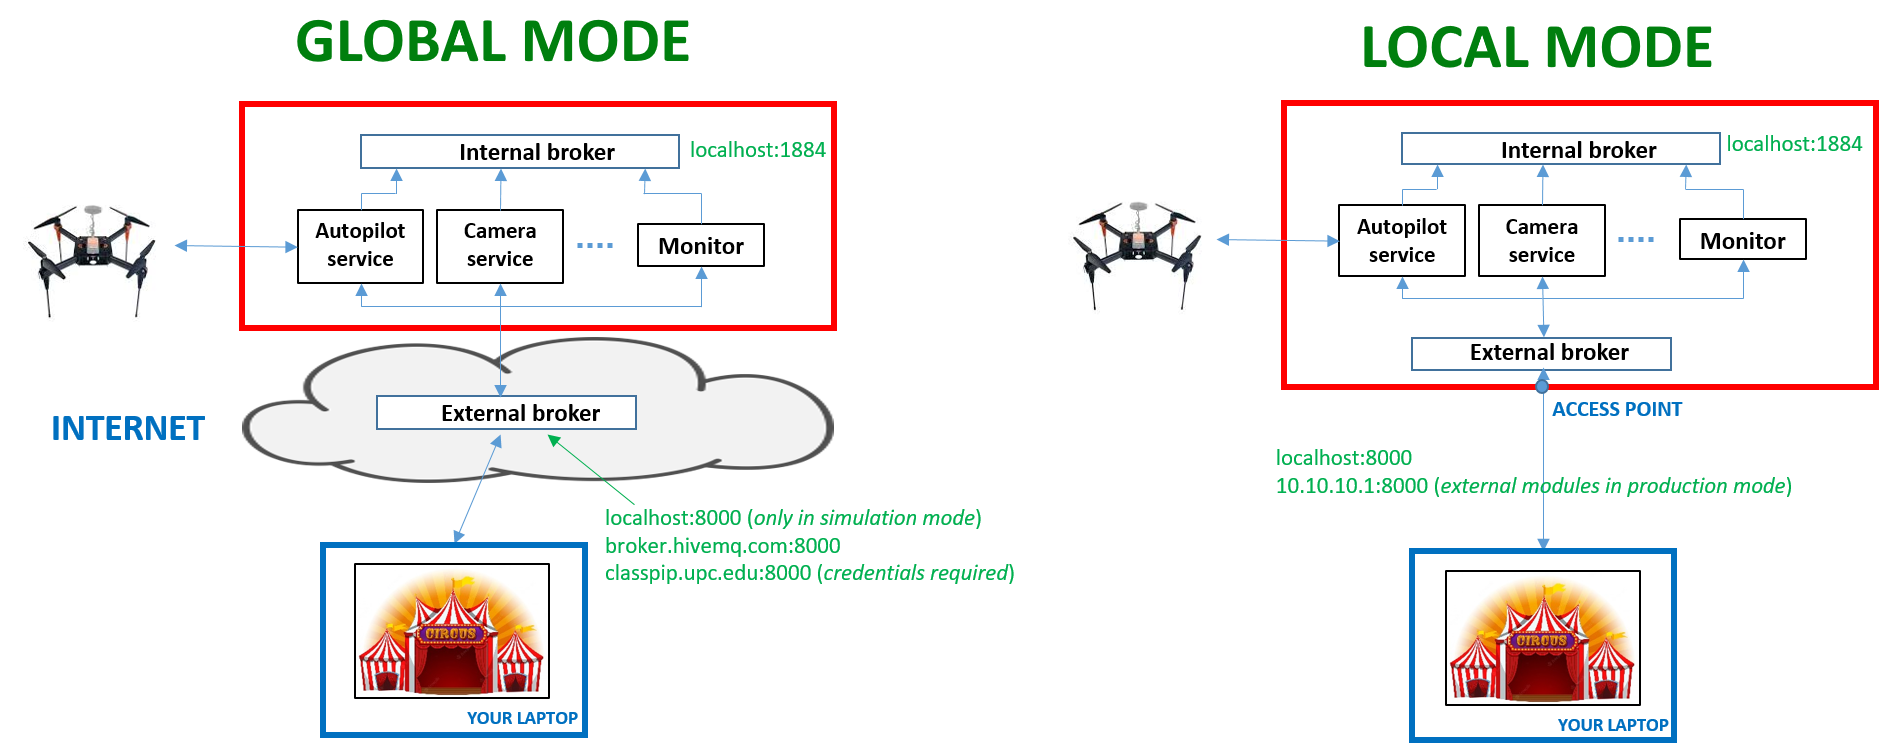 GLOBAL MODE
Internal broker
localhost:1884
Autopilot
service
Camera
service
Monitor
INTERNET
External broker
localhost:8000 (only in simulation mode)
broker.hivemq.com:8000
classpip.upc.edu:8000 (credentials required)
CIRCUS
YOUR LAPTOP
LOCAL MODE
Internal broker
localhost:1884
Autopilot
service
Camera
service
Monitor
External broker
ACCESS POINT
localhost:8000
10.10.10.1:8000 (external modules in production mode)
CIRCUS
YOUR LAPTOP